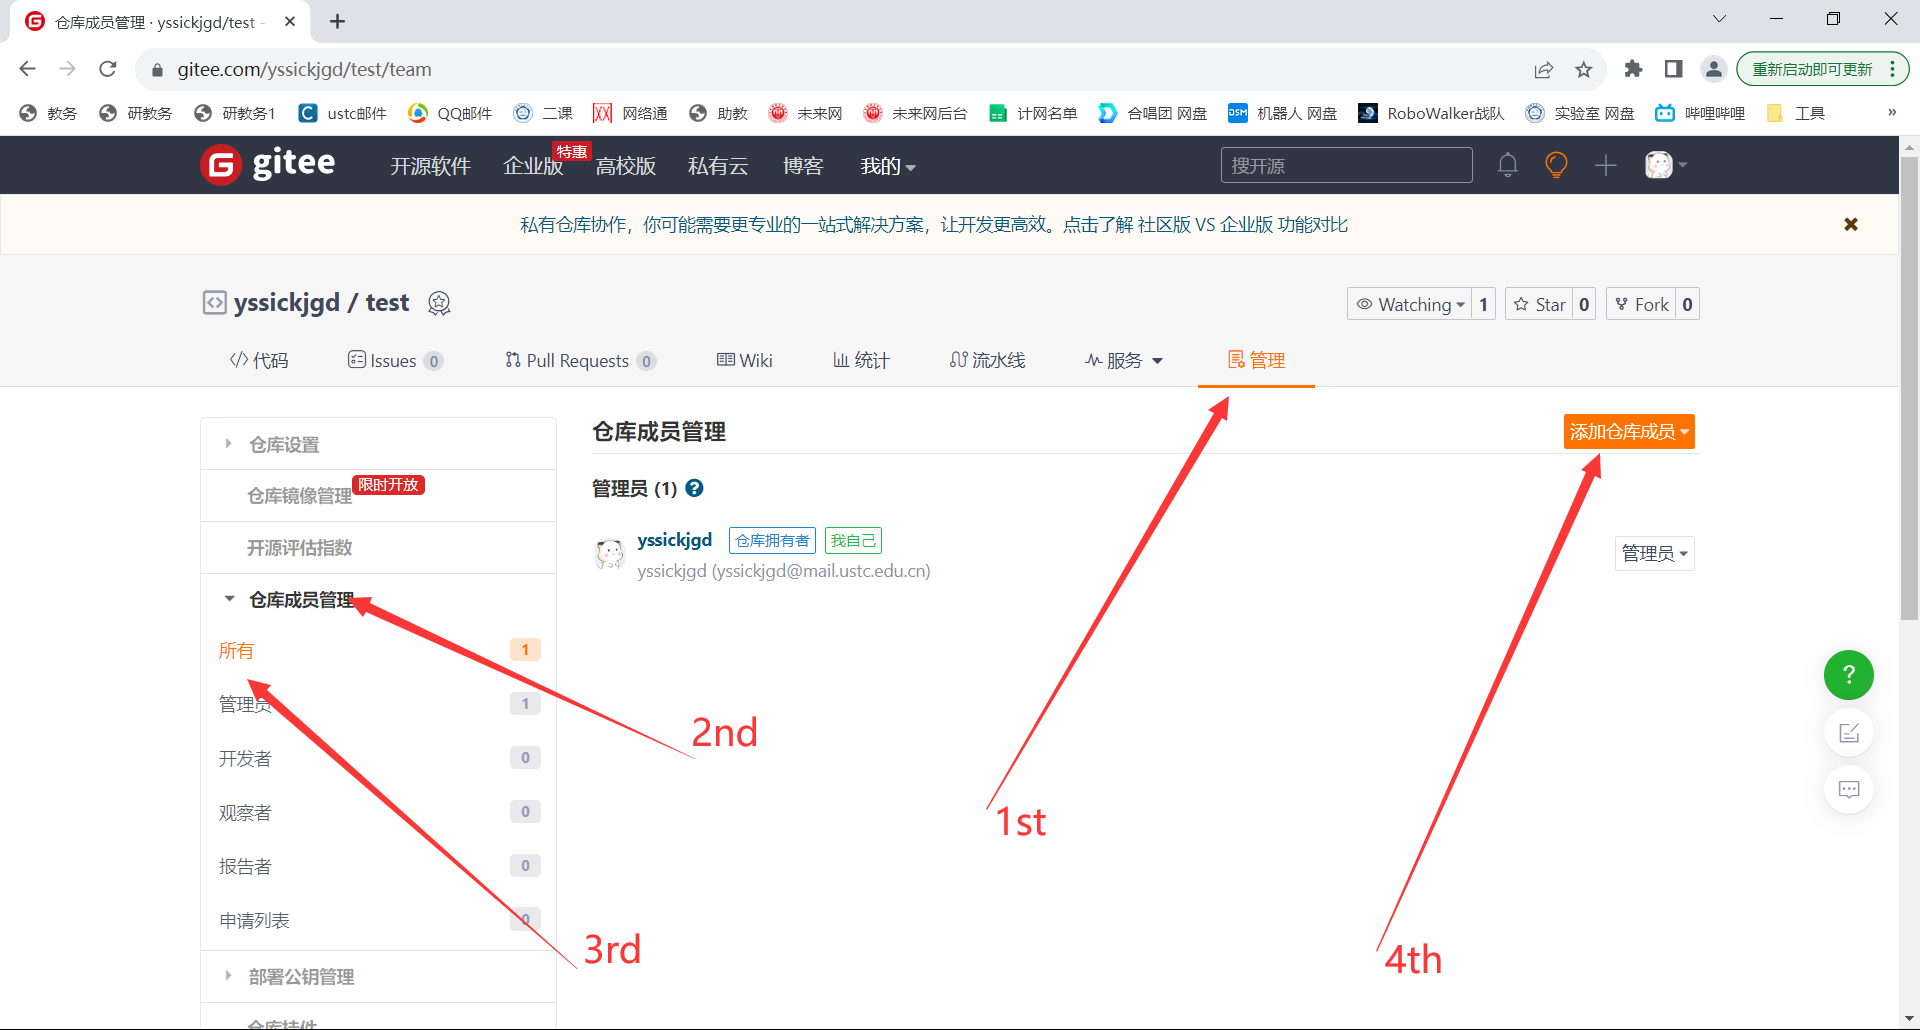 仓库成员管理 · yssickjgd/test -
gitee.com/yssickjgd/test/team
重新启动即可更新
教务 研教务 研教务1 ustc邮件 QQ邮件 二课 网络通 助教 未来网 未来网后台 计网名单 合唱团 网盘 机器人 网盘 RoboWalker战队 实验室 网盘 哔哩哔哩 工具 »
gitee 开源软件 企业版 特惠 高校版 私有云 博客 我的 搜开源
私有仓库协作，你可能需要更专业的一站式解决方案，让开发更高效。点击了解 社区版 VS 企业版 功能对比
yssickjgd / test
Watching 1 Star 0 Fork 0
代码 Issues 0 Pull Requests 0 Wiki 统计 流水线 服务 管理
仓库设置
仓库镜像管理 限时开放
开源评估指数
仓库成员管理
所有 1
管理员 1
开发者 0
观察者 0
报告者 0
申请列表 0
部署公钥管理
仓库挂件
仓库成员管理
添加仓库成员
管理员 (1)
yssickjgd 仓库拥有者 我自己
yssickjgd (yssickjgd@mail.ustc.edu.cn)
管理员
2nd
1st
3rd
4th